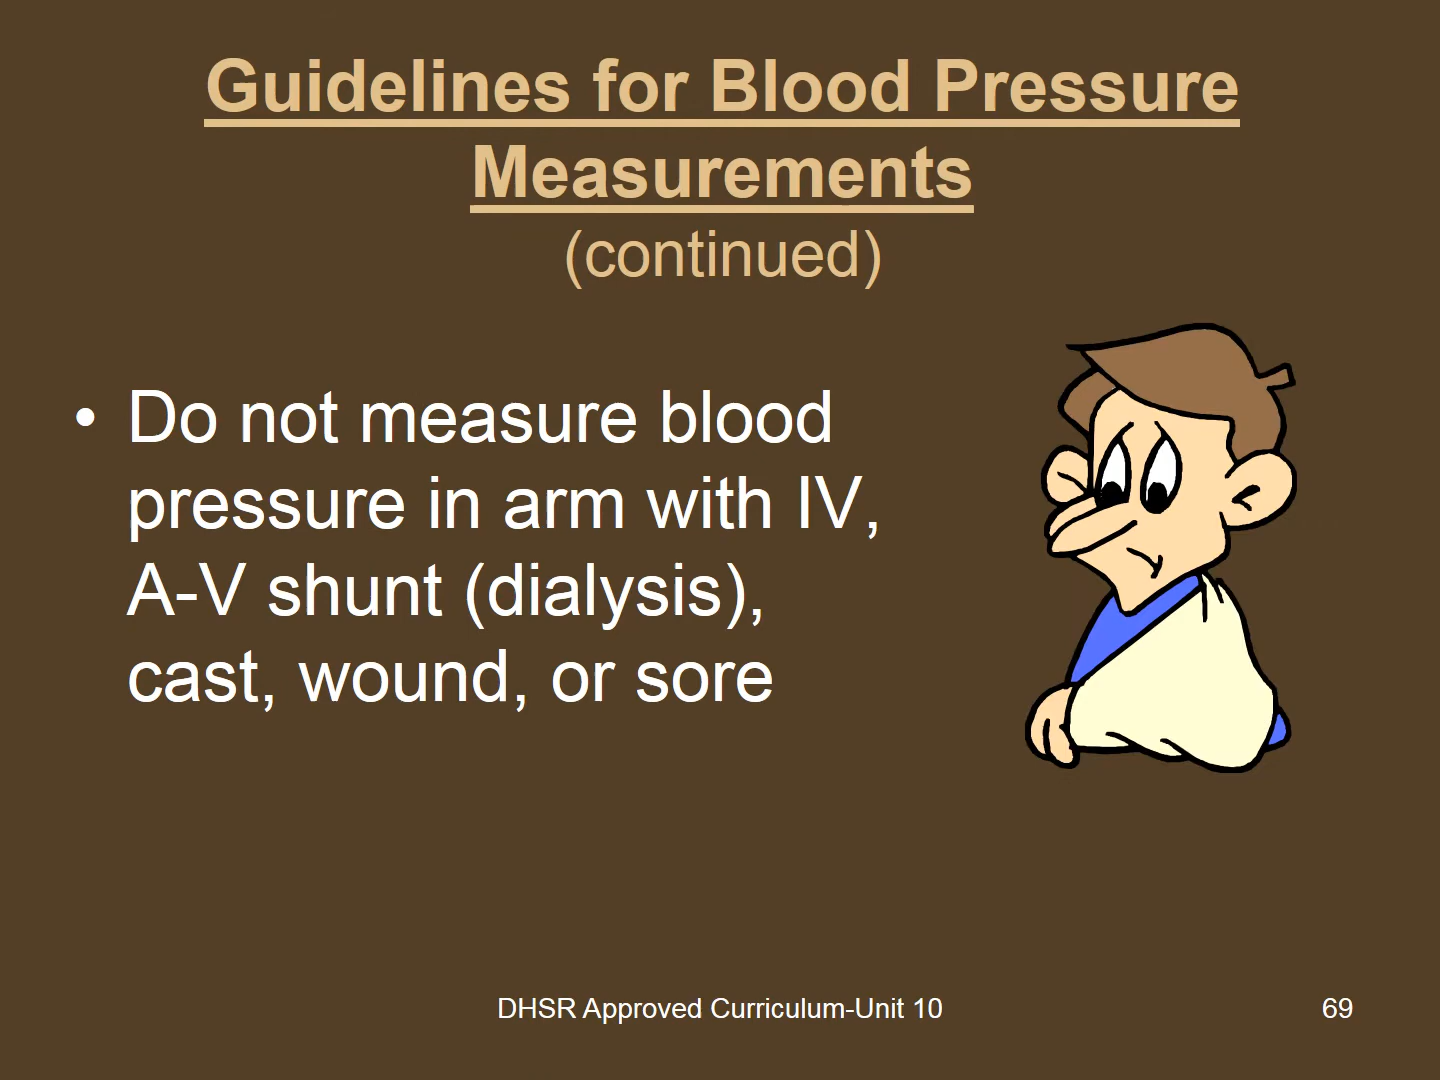 Guidelines for Blood Pressure
Measurements
(continued)
• Do not measure blood
pressure in arm with IV,
A-V shunt (dialysis),
cast, wound, or sore
DHSR Approved Curriculum-Unit 10
69